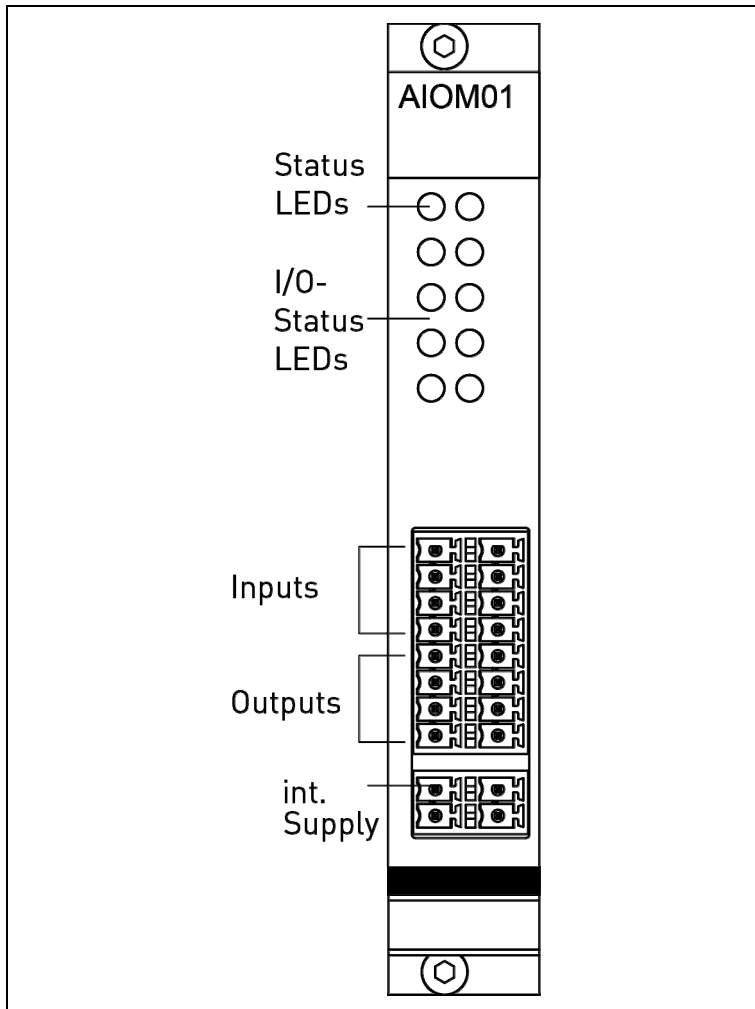 AIOM01
Status
LEDs
I/O-
Status
LEDs
Inputs
Outputs
int.
Supply